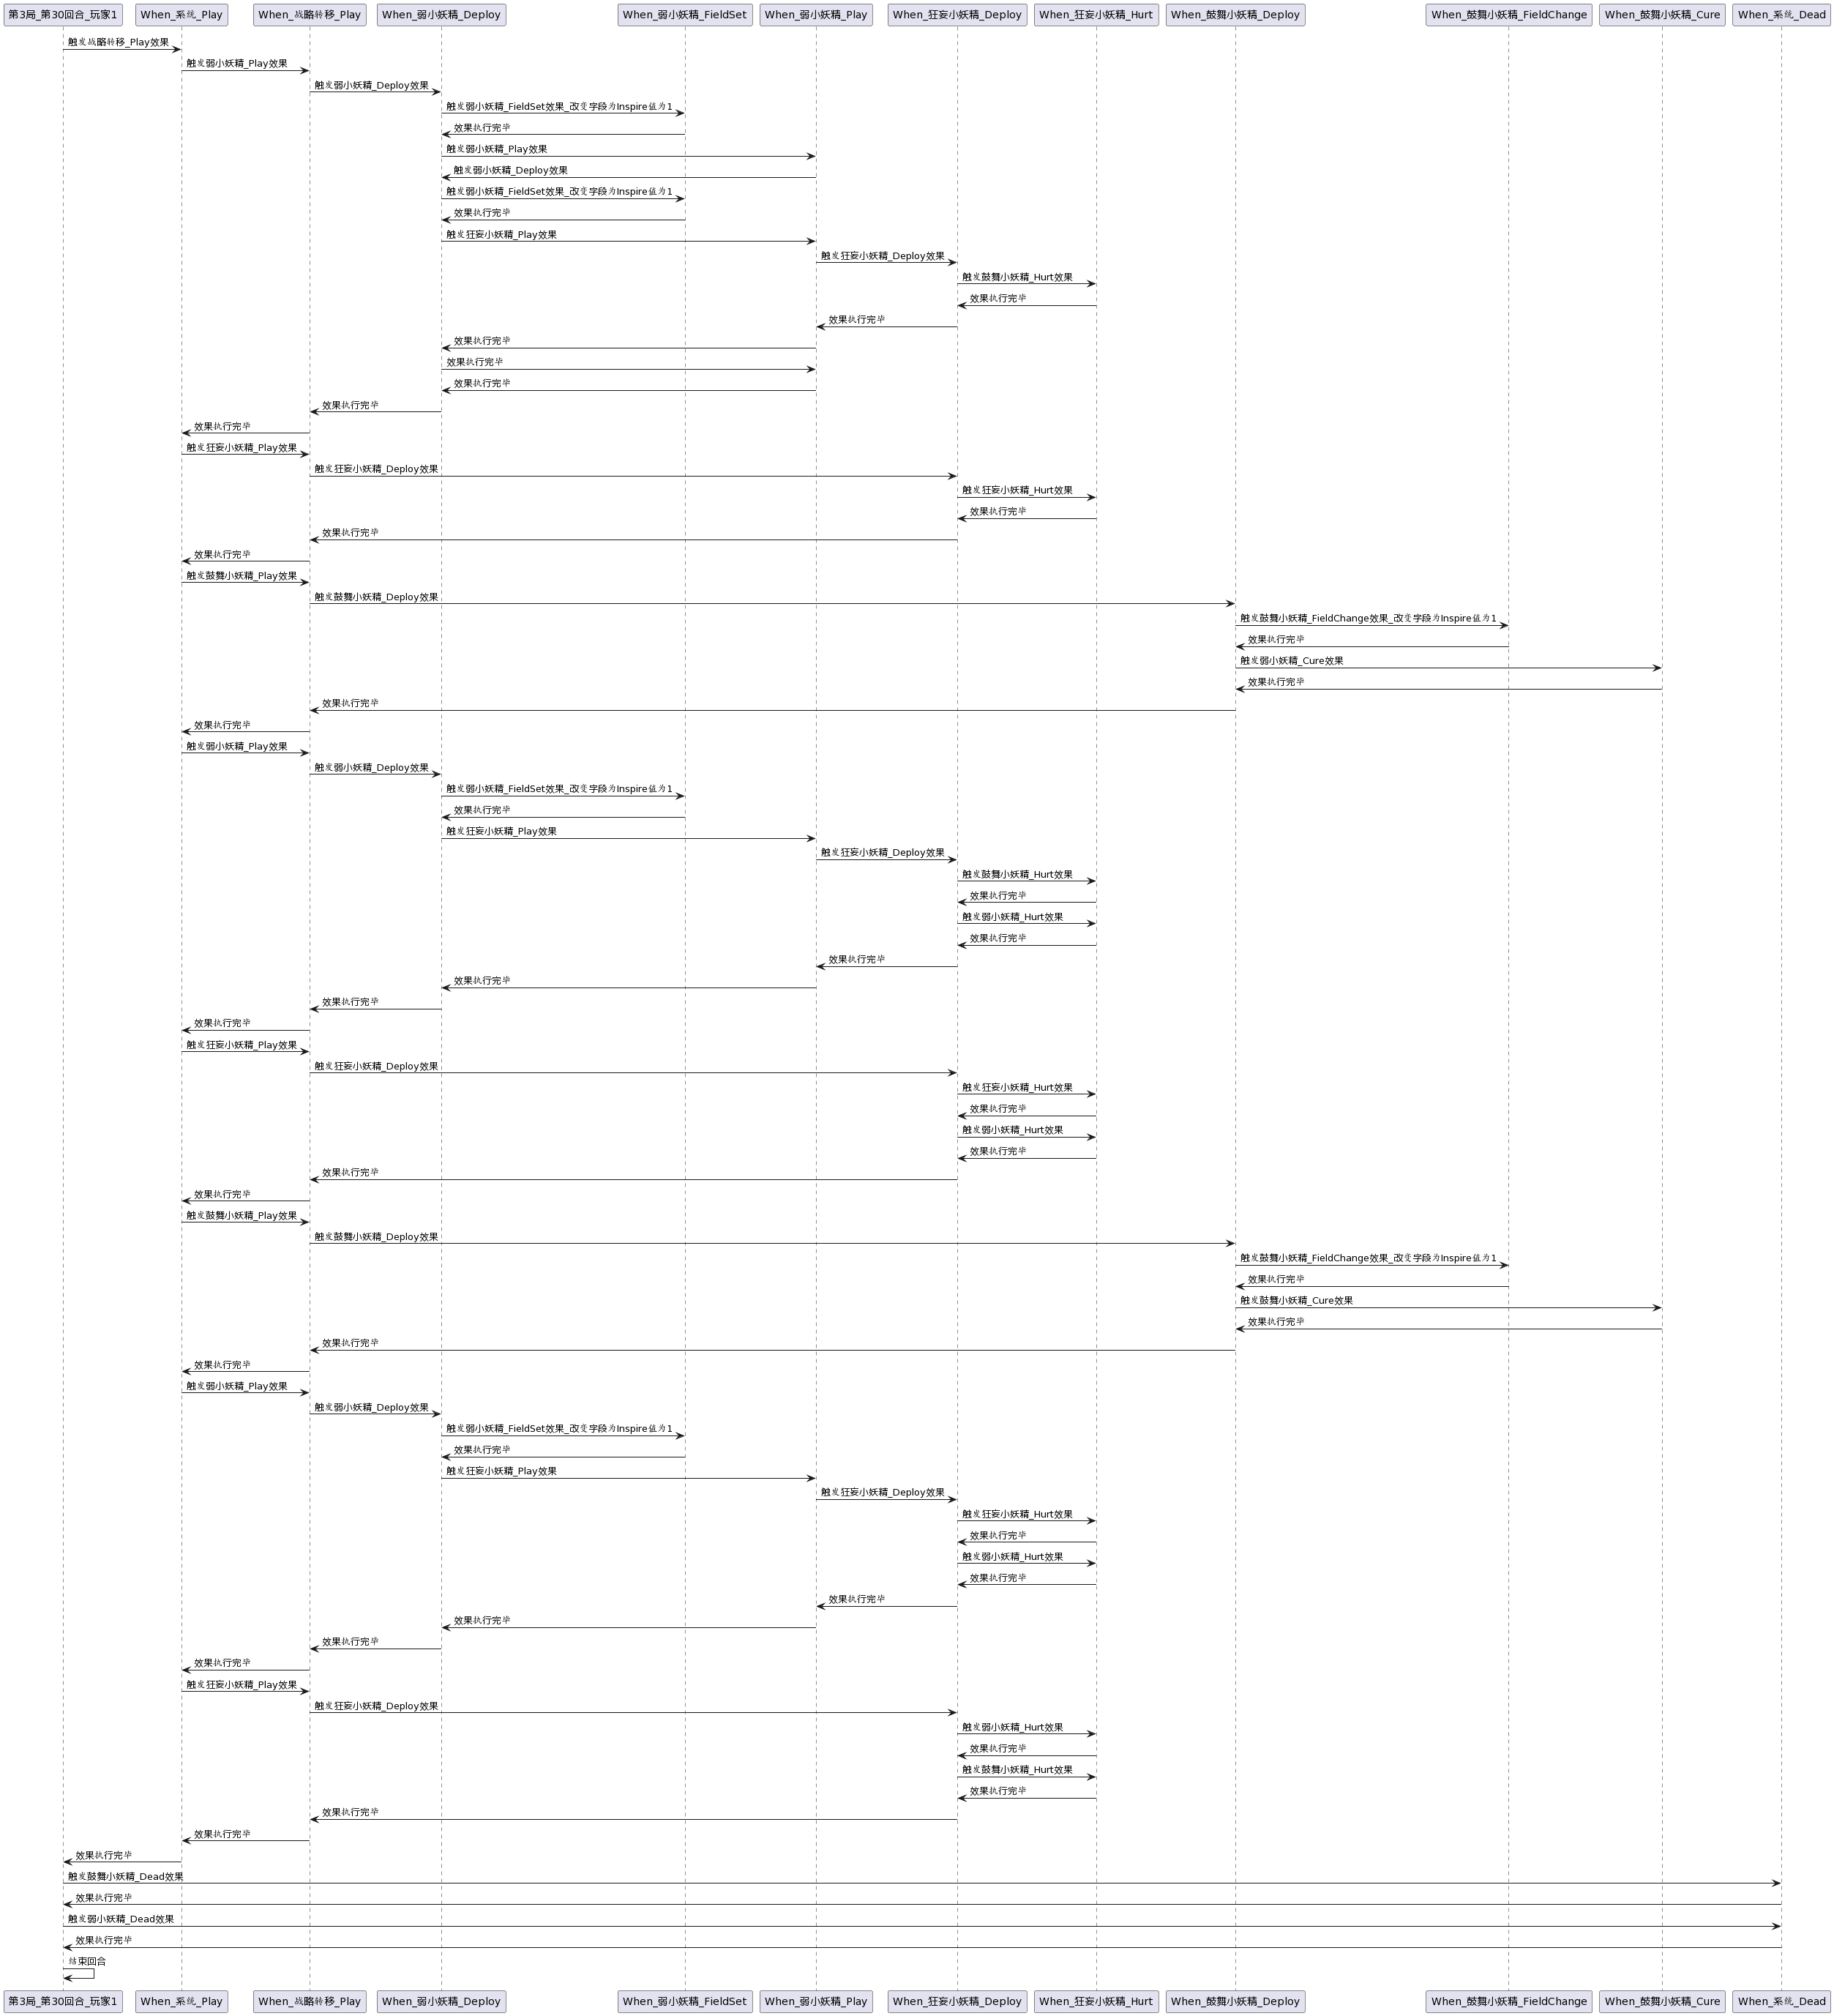 第3局_第30回合_玩家1
When_系统_Play
When_战略转移_Play
When_弱小妖精_Deploy
When_弱小妖精_FieldSet
When_弱小妖精_Play
When_狂妄小妖精_Deploy
When_狂妄小妖精_Hurt
When_鼓舞小妖精_Deploy
When_鼓舞小妖精_FieldChange
When_鼓舞小妖精_Cure
When_系统_Dead
触发战略转移_Play效果
触发弱小妖精_Play效果
触发弱小妖精_Deploy效果
触发弱小妖精_FieldSet效果_改变字段为Inspire值为1
效果执行完毕
触发弱小妖精_Play效果
触发弱小妖精_Deploy效果
触发弱小妖精_FieldSet效果_改变字段为Inspire值为1
效果执行完毕
触发狂妄小妖精_Play效果
触发狂妄小妖精_Deploy效果
触发鼓舞小妖精_Hurt效果
效果执行完毕
效果执行完毕
效果执行完毕
效果执行完毕
效果执行完毕
效果执行完毕
效果执行完毕
触发狂妄小妖精_Play效果
触发狂妄小妖精_Deploy效果
触发狂妄小妖精_Hurt效果
效果执行完毕
效果执行完毕
效果执行完毕
触发鼓舞小妖精_Play效果
触发鼓舞小妖精_Deploy效果
触发鼓舞小妖精_FieldChange效果_改变字段为Inspire值为1
效果执行完毕
触发弱小妖精_Cure效果
效果执行完毕
效果执行完毕
效果执行完毕
触发弱小妖精_Play效果
触发弱小妖精_Deploy效果
触发弱小妖精_FieldSet效果_改变字段为Inspire值为1
效果执行完毕
触发狂妄小妖精_Play效果
触发狂妄小妖精_Deploy效果
触发鼓舞小妖精_Hurt效果
效果执行完毕
触发弱小妖精_Hurt效果
效果执行完毕
效果执行完毕
效果执行完毕
效果执行完毕
效果执行完毕
触发狂妄小妖精_Play效果
触发狂妄小妖精_Deploy效果
触发狂妄小妖精_Hurt效果
效果执行完毕
触发弱小妖精_Hurt效果
效果执行完毕
效果执行完毕
效果执行完毕
触发鼓舞小妖精_Play效果
触发鼓舞小妖精_Deploy效果
触发鼓舞小妖精_FieldChange效果_改变字段为Inspire值为1
效果执行完毕
触发鼓舞小妖精_Cure效果
效果执行完毕
效果执行完毕
效果执行完毕
触发弱小妖精_Play效果
触发弱小妖精_Deploy效果
触发弱小妖精_FieldSet效果_改变字段为Inspire值为1
效果执行完毕
触发狂妄小妖精_Play效果
触发狂妄小妖精_Deploy效果
触发狂妄小妖精_Hurt效果
效果执行完毕
触发弱小妖精_Hurt效果
效果执行完毕
效果执行完毕
效果执行完毕
效果执行完毕
效果执行完毕
触发狂妄小妖精_Play效果
触发狂妄小妖精_Deploy效果
触发弱小妖精_Hurt效果
效果执行完毕
触发鼓舞小妖精_Hurt效果
效果执行完毕
效果执行完毕
效果执行完毕
效果执行完毕
触发鼓舞小妖精_Dead效果
效果执行完毕
触发弱小妖精_Dead效果
效果执行完毕
结束回合
第3局_第30回合_玩家1
When_系统_Play
When_战略转移_Play
When_弱小妖精_Deploy
When_弱小妖精_FieldSet
When_弱小妖精_Play
When_狂妄小妖精_Deploy
When_狂妄小妖精_Hurt
When_鼓舞小妖精_Deploy
When_鼓舞小妖精_FieldChange
When_鼓舞小妖精_Cure
When_系统_Dead